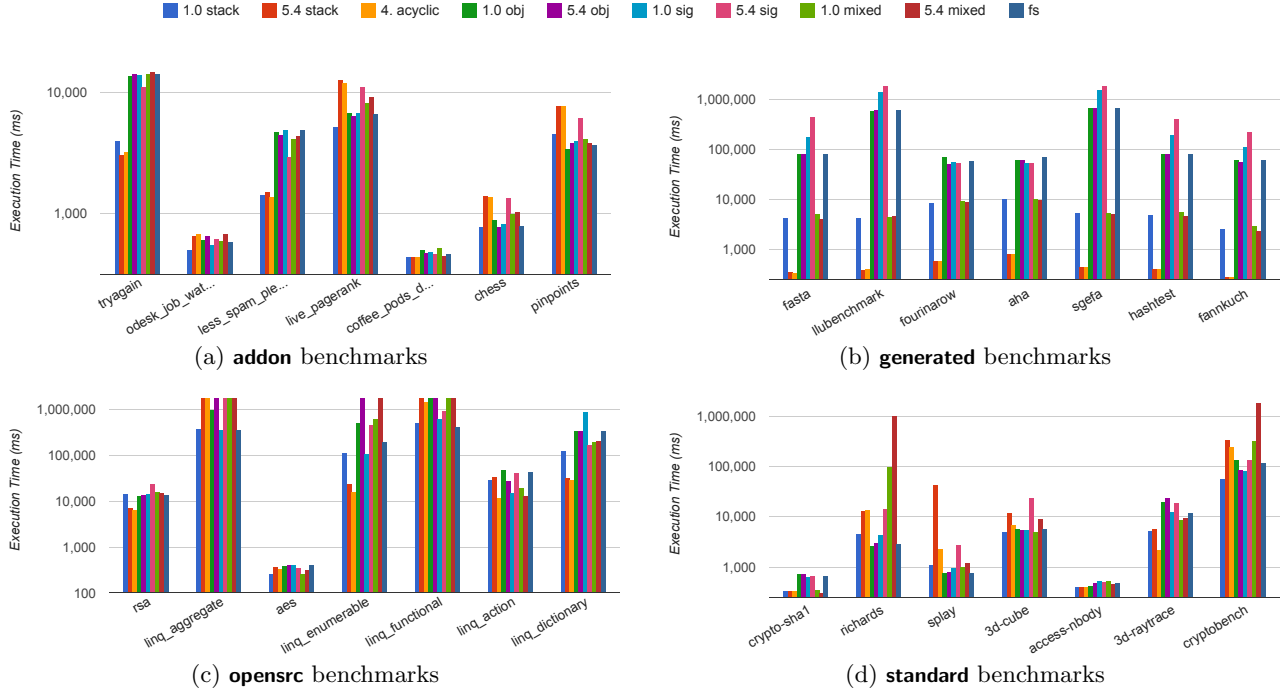 1.0 stack 5.4 stack 4. acyclic 1.0 obj 5.4 obj 1.0 sig 5.4 sig 1.0 mixed 5.4 mixed fs
Execution Time (ms)
10,000
1,000
tryagain odesk_job_wat... less_spam_ple... live_pagerank coffee_pods_d... chess pinpoints
(a) addon benchmarks
Execution Time (ms)
1,000,000
100,000
10,000
1,000
fasta llubenchmark fourinarow aha sgefa hashtest fannkuch
(b) generated benchmarks
Execution Time (ms)
1,000,000
100,000
10,000
1,000
100
rsa linq_aggregate aes linq_enumerable linq_functional linq_action linq_dictionary
(c) opensrc benchmarks
Execution Time (ms)
1,000,000
100,000
10,000
1,000
crypto-sha1 richards splay 3d-cube access-nbody 3d-raytrace cryptobench
(d) standard benchmarks